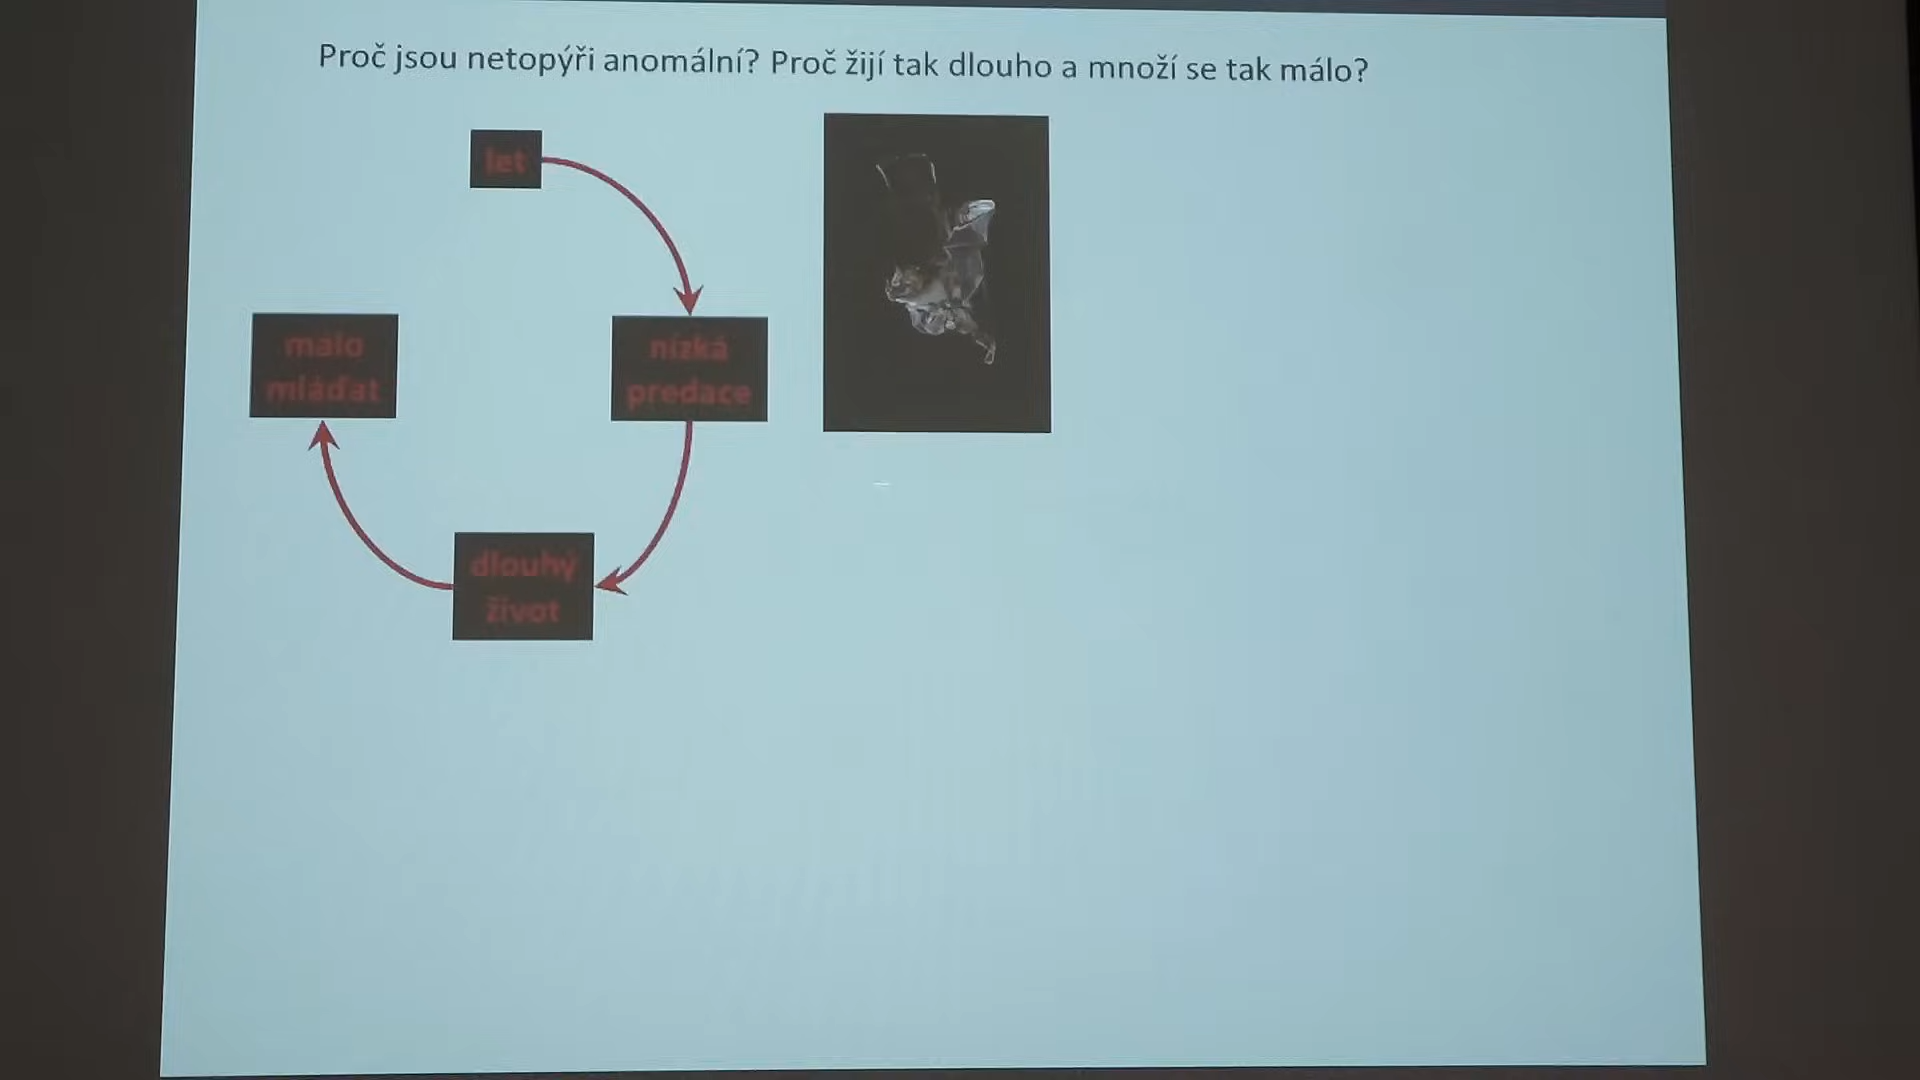 Proč jsou netopýři anomální? Proč žijí tak dlouho a množí se tak málo?
let
málo
mláďat
nízká
predace
dlouhý
život